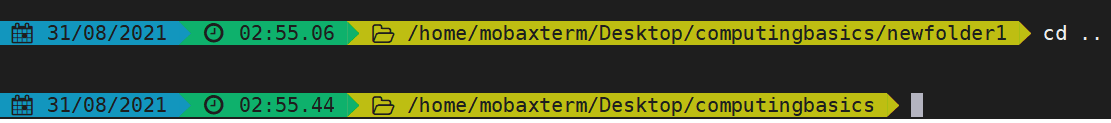 31/08/2021 02:55.06 /home/mobaxterm/Desktop/computingbasics/newfolder1 cd ..
31/08/2021 02:55.44 /home/mobaxterm/Desktop/computingbasics